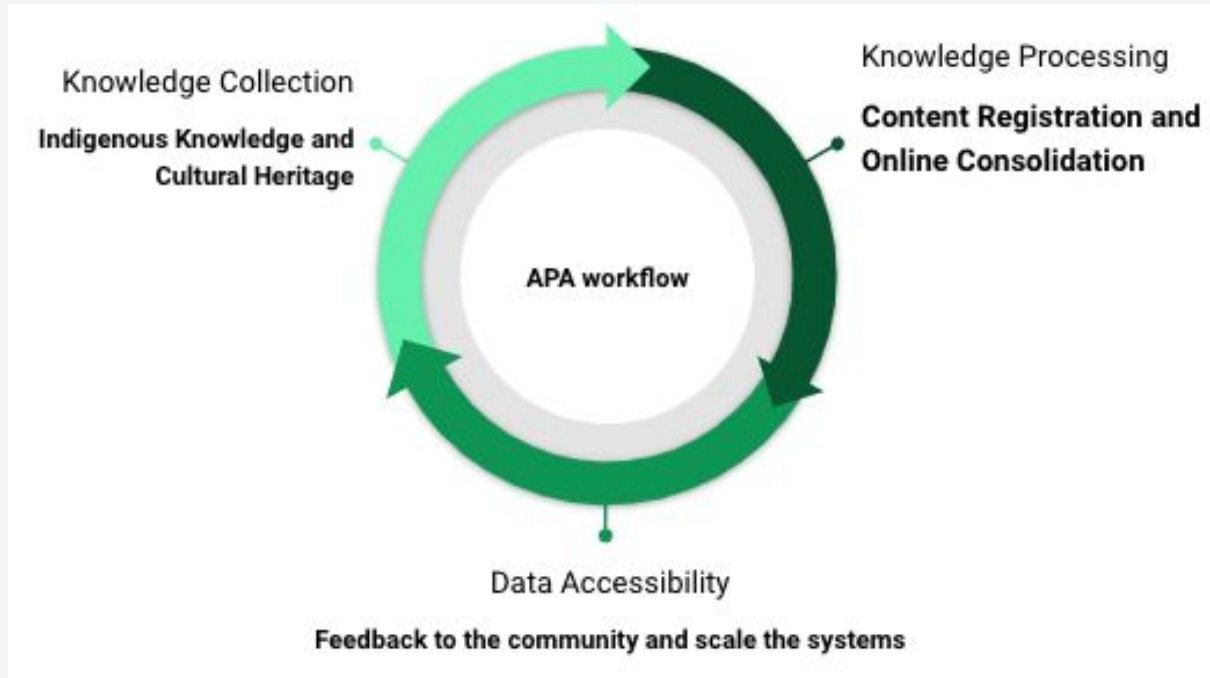 Knowledge Collection
Indigenous Knowledge and
Cultural Heritage
Knowledge Processing
Content Registration and
Online Consolidation
APA workflow
Data Accessibility
Feedback to the community and scale the systems